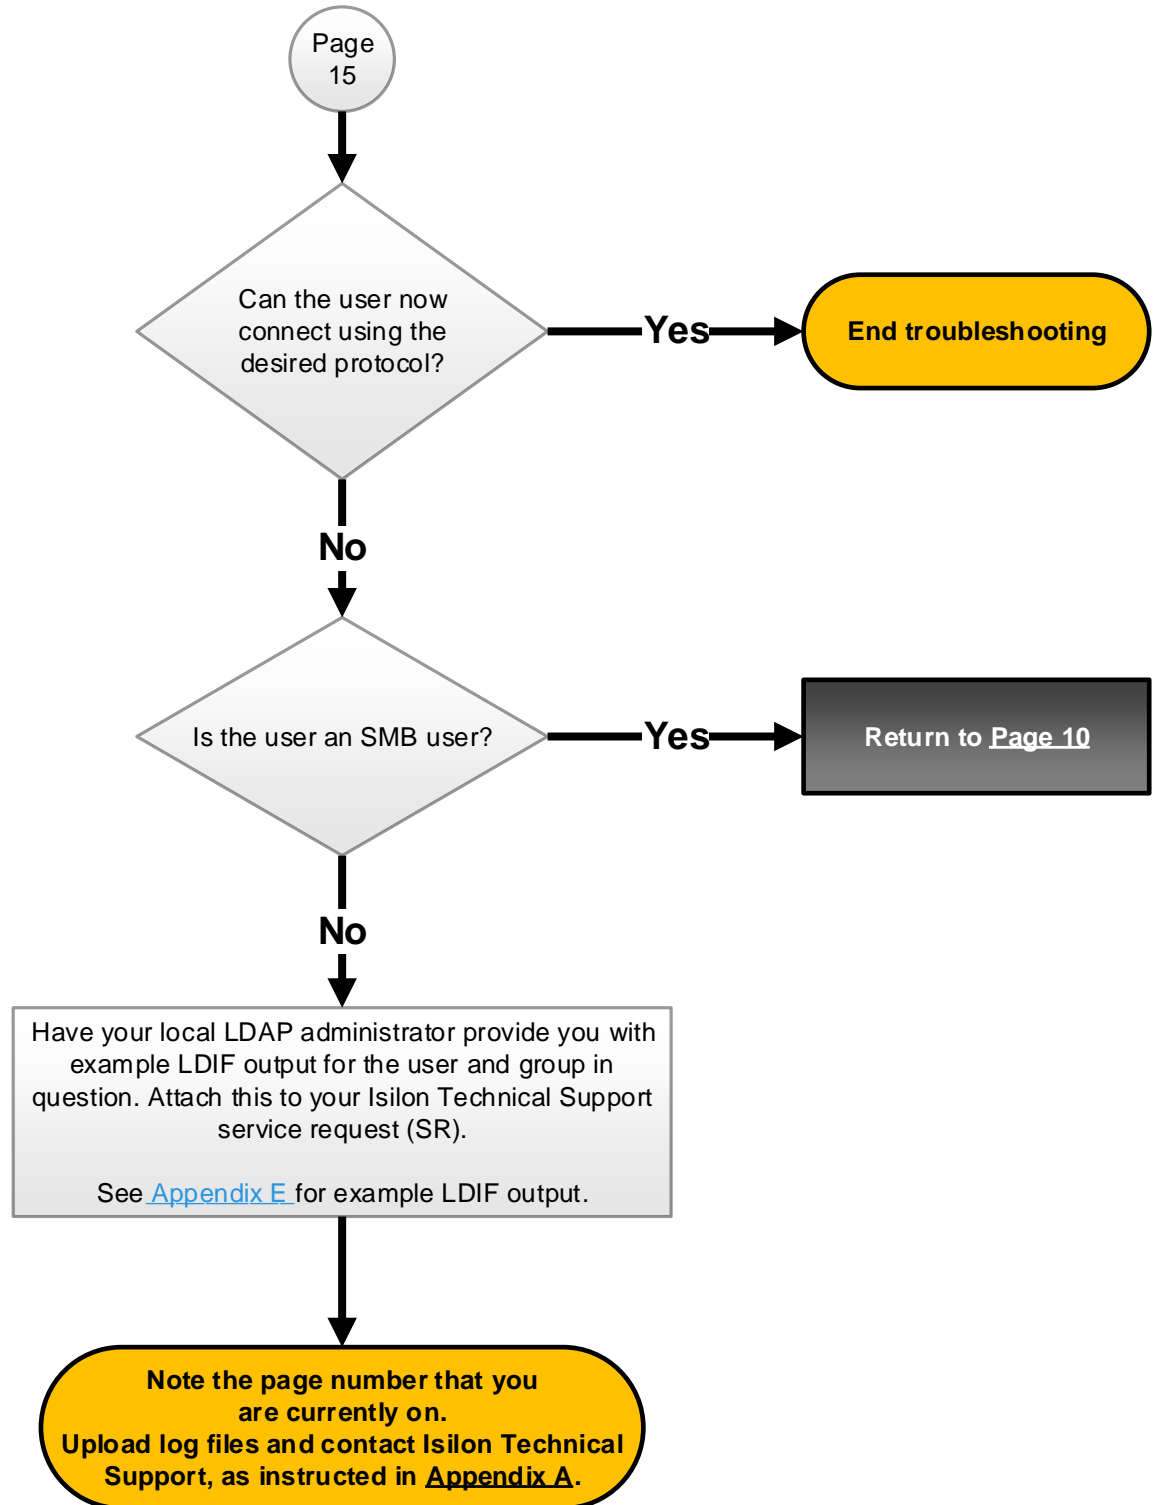 Page
15
Can the user now
connect using the
desired protocol?
Yes
End troubleshooting
No
Is the user an SMB user?
Yes
Return to Page 10
No
Have your local LDAP administrator provide you with
example LDIF output for the user and group in
question. Attach this to your Isilon Technical Support
service request (SR).
See Appendix E for example LDIF output.
Note the page number that you
are currently on.
Upload log files and contact Isilon Technical
Support, as instructed in Appendix A.